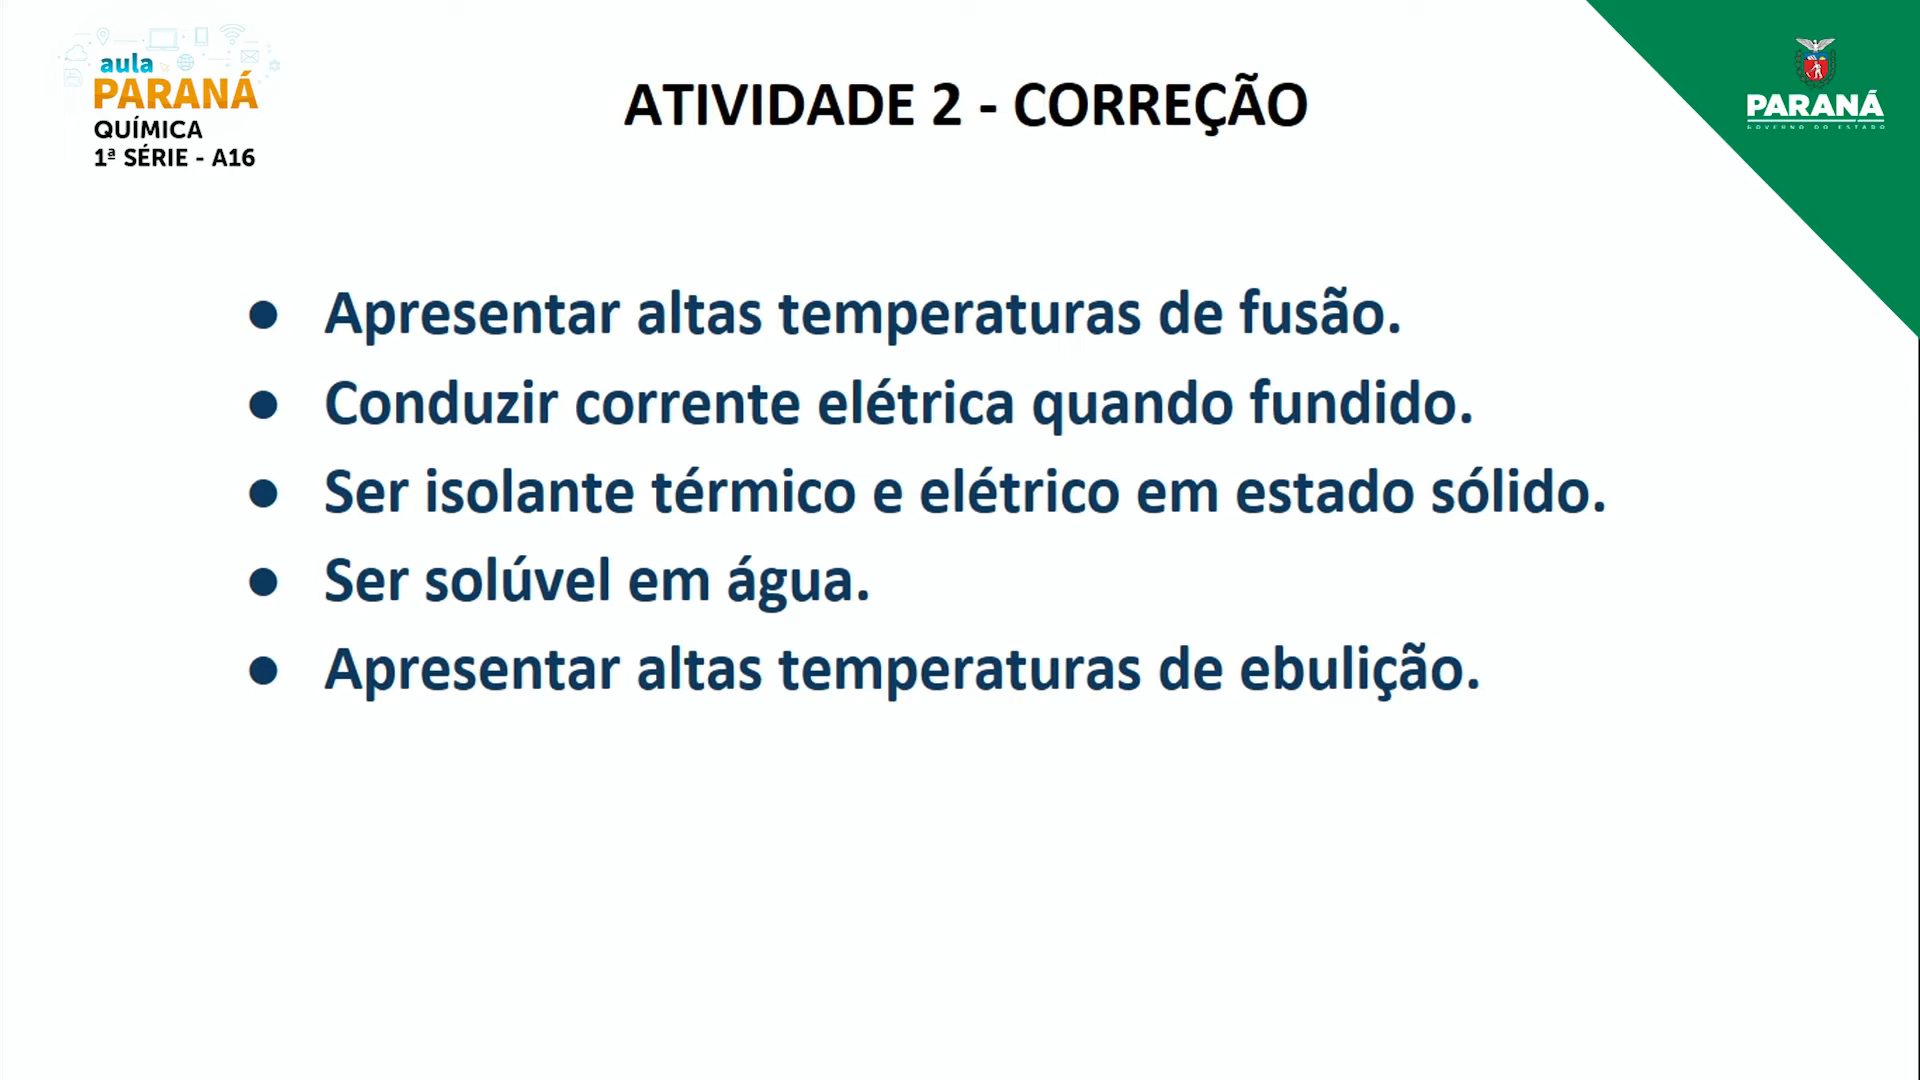 aula
PARANÁ
QUÍMICA
1ª SÉRIE - A16
ATIVIDADE 2 - CORREÇÃO
PARANÁ
GOVERNO DO ESTADO
● Apresentar altas temperaturas de fusão.
● Conduzir corrente elétrica quando fundido.
● Ser isolante térmico e elétrico em estado sólido.
● Ser solúvel em água.
● Apresentar altas temperaturas de ebulição.